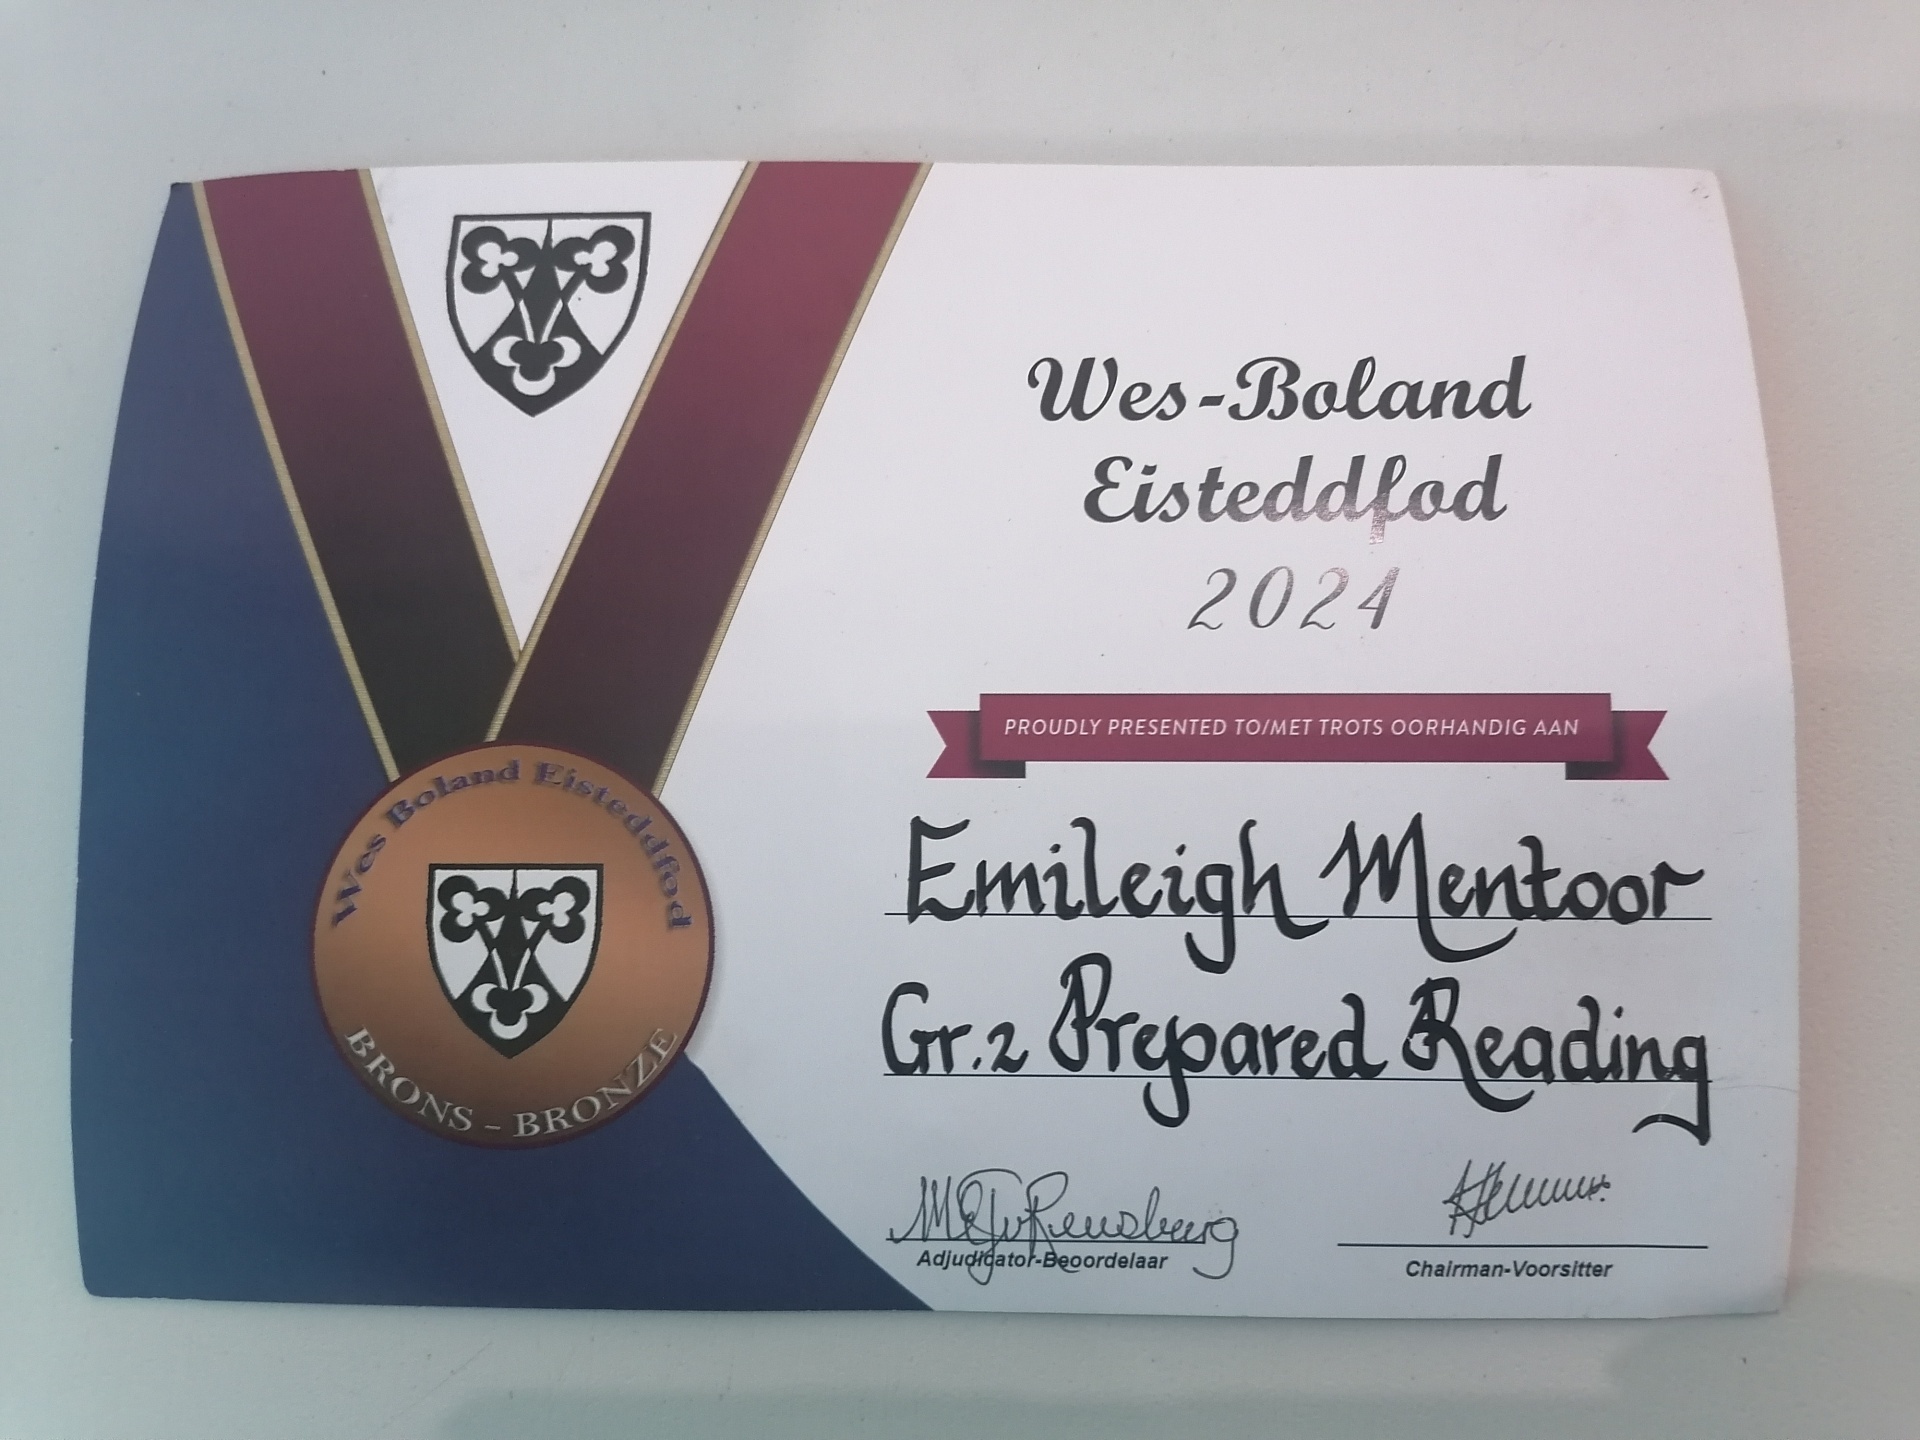 Wes-Boland
Eisteddfod
2024
PROUDLY PRESENTED TO/MET TROTS OORHANDIG AAN
Emileigh Mentoor
Gr.2 Prepared Reading
Adjudicator-Beoordelaar
Chairman-Voorsitter
Wes Boland Eisteddfod
BRONS - BRONZE